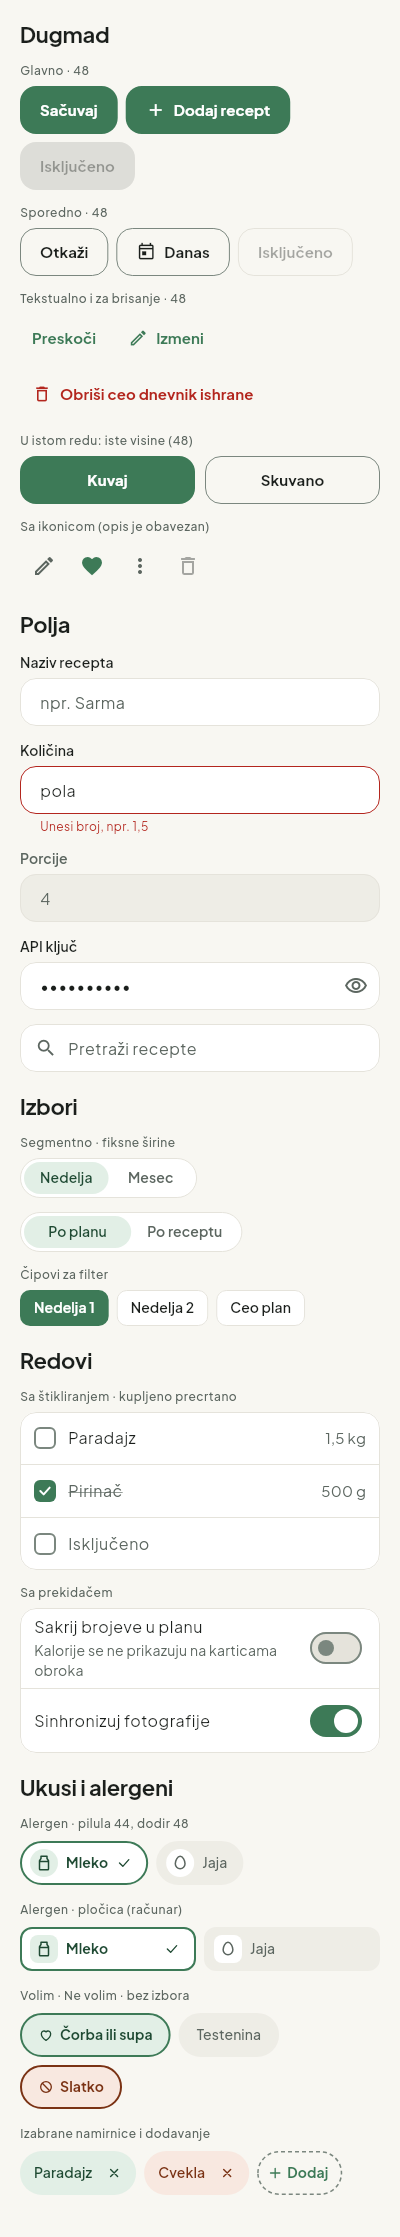 Dugmad
Glavno · 48
Sačuvaj
Dodaj recept
Isključeno
Sporedno · 48
Otkaži
Danas
Isključeno
Tekstualno i za brisanje · 48
Preskoči
Izmeni
Obriši ceo dnevnik ishrane
U istom redu: iste visine (48)
Kuvaj
Skuvano
Sa ikonicom (opis je obavezan)
Polja
Naziv recepta
npr. Sarma
Količina
pola
Unesi broj, npr. 1,5
Porcije
4
API ključ
••••••••••
Pretraži recepte
Izbori
Segmentno · fiksne širine
Nedelja
Mesec
Po planu
Po receptu
Čipovi za filter
Nedelja 1
Nedelja 2
Ceo plan
Redovi
Sa štikliranjem · kupljeno precrtano
Paradajz
1,5 kg
Pirinač
500 g
Isključeno
Sa prekidačem
Sakrij brojeve u planu
Kalorije se ne prikazuju na karticama
obroka
Sinhronizuj fotografije
Ukusi i alergeni
Alergen · pilula 44, dodir 48
Mleko
Jaja
Alergen · pločica (računar)
Mleko
Jaja
Volim · Ne volim · bez izbora
Čorba ili supa
Testenina
Slatko
Izabrane namirnice i dodavanje
Paradajz
Cvekla
Dodaj